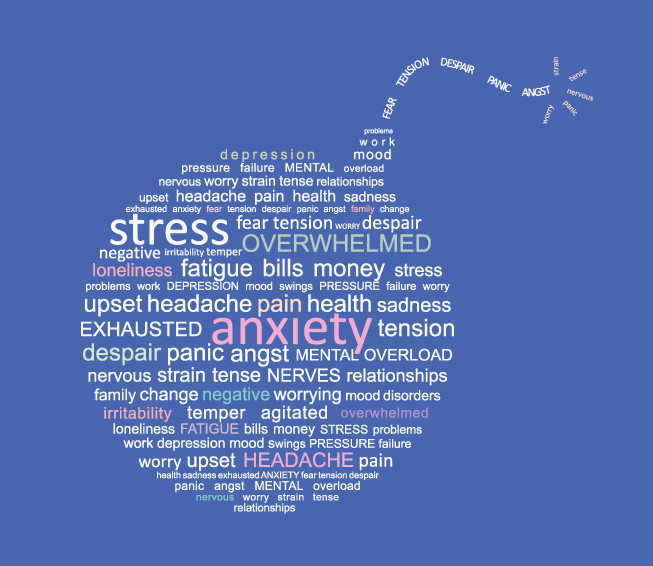 FEAR TENSION DESPAIR PANIC ANGST
strain
tense
nervous
panic
worry
problems
work
depression mood
pressure failure MENTAL overload
nervous worry strain tense relationships
upset headache pain health sadness
exhausted anxiety fear tension despair panic angst family change
stress fear tension WORRY despair
negative irritability temper OVERWHELMED
loneliness fatigue bills money stress
problems work DEPRESSION mood swings PRESSURE failure worry
upset headache pain health sadness
EXHAUSTED anxiety tension
despair panic angst MENTAL OVERLOAD
nervous strain tense NERVES relationships
family change negative worrying mood disorders
irritability temper agitated overwhelmed
loneliness FATIGUE bills money STRESS problems
work depression mood swings PRESSURE failure
worry upset HEADACHE pain
health sadness exhausted ANXIETY fear tension despair
panic angst MENTAL overload
nervous worry strain tense
relationships